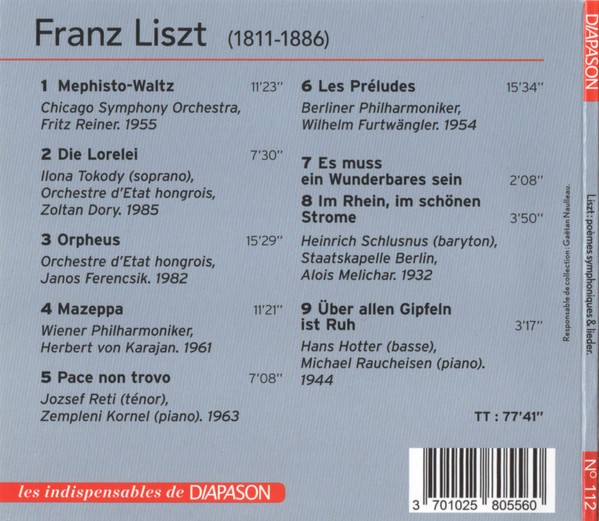 Franz Liszt (1811-1886)
1 Mephisto-Waltz 11'23"
Chicago Symphony Orchestra,
Fritz Reiner. 1955
2 Die Lorelei 7'30"
Ilona Tokody (soprano),
Orchestre d'Etat hongrois,
Zoltan Dory. 1985
3 Orpheus 15'29"
Orchestre d'Etat hongrois,
Janos Ferencsik. 1982
4 Mazeppa 11'21"
Wiener Philharmoniker,
Herbert von Karajan. 1961
5 Pace non trovo 7'08"
Jozsef Reti (ténor),
Zempleni Kornel (piano). 1963
6 Les Préludes 15'34"
Berliner Philharmoniker,
Wilhelm Furtwängler. 1954
7 Es muss
ein Wunderbares sein 2'08"
8 Im Rhein, im schönen
Strome 3'50"
Heinrich Schlusnus (baryton),
Staatskapelle Berlin,
Alois Melichar. 1932
9 Über allen Gipfeln
ist Ruh 3'17"
Hans Hotter (basse),
Michael Raucheisen (piano).
1944
TT : 77'41"
les indispensables de DIAPASON
3 701025 805560
Responsable de collection : Gaëtan Naulleau.
DIAPASON
Liszt : poèmes symphoniques & lieder.
N° 112